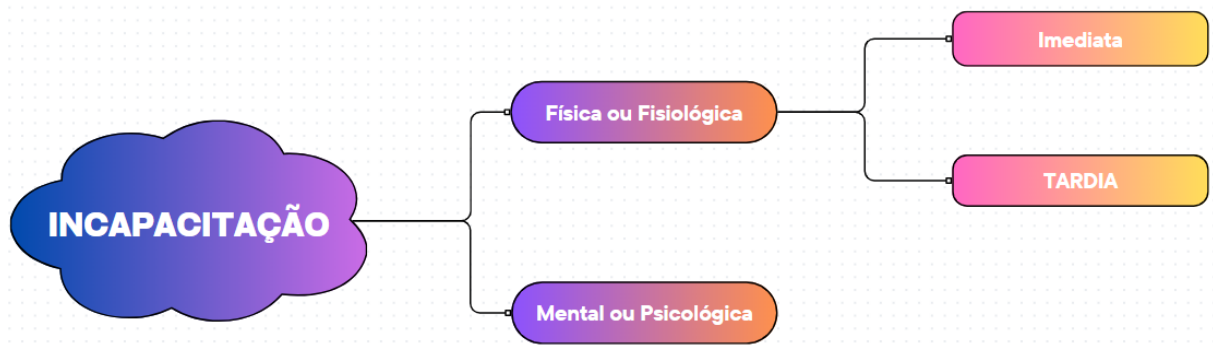 INCAPACITAÇÃO
Física ou Fisiológica
Imediata
TARDIA
Mental ou Psicológica